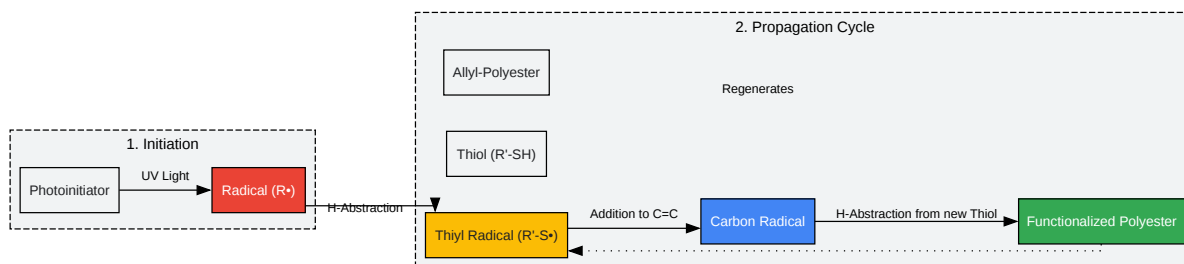 2. Propagation Cycle
Allyl-Polyester
Regenerates
1. Initiation
Thiol (R'-SH)
Photoinitiator
UV Light
Radical (R•)
H-Abstraction
Thiyl Radical (R'-S•)
Addition to C=C
Carbon Radical
H-Abstraction from new Thiol
Functionalized Polyester